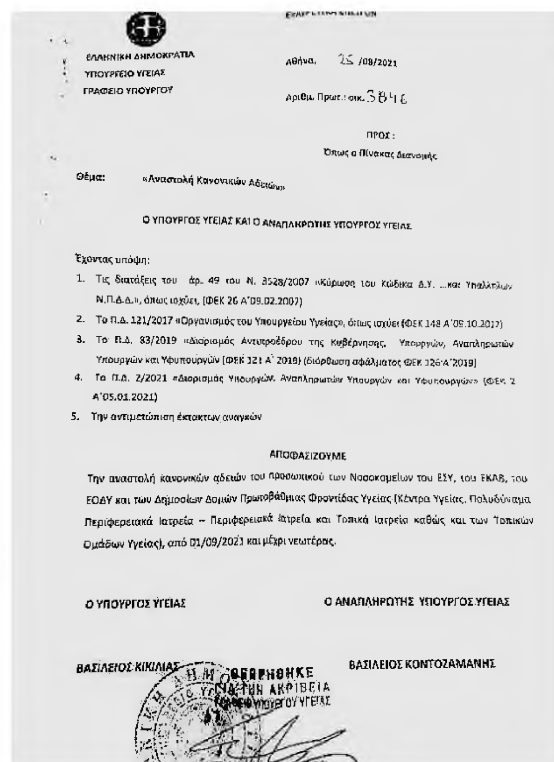 ΕΛΛΗΝΙΚΗ ΔΗΜΟΚΡΑΤΙΑ
ΥΠΟΥΡΓΕΙΟ ΥΓΕΙΑΣ
ΓΡΑΦΕΙΟ ΥΠΟΥΡΓΟΥ
Αθήνα, 25 /08/2021
Αριθμ. Πρωτ.: οικ. 3846
ΠΡΟΣ :
Όπως ο Πίνακας Διανομής
Θέμα: «Αναστολή Κανονικών Αδειών»
Ο ΥΠΟΥΡΓΟΣ ΥΓΕΙΑΣ ΚΑΙ Ο ΑΝΑΠΛΗΡΩΤΗΣ ΥΠΟΥΡΓΟΣ ΥΓΕΙΑΣ
Έχοντας υπόψη:
1. Τις διατάξεις του άρ. 49 του Ν. 3528/2007 «Κύρωση του Κώδικα Δ.Υ. ...και Υπαλλήλων
Ν.Π.Δ.Δ.», όπως ισχύει, (ΦΕΚ 26 Α΄09.02.2007)
2. Το Π.Δ. 121/2017 «Οργανισμός του Υπουργείου Υγείας», όπως ισχύει (ΦΕΚ 148 Α΄09.10.2017)
3. Το Π.Δ. 83/2019 «Διορισμός Αντιπροέδρου της Κυβέρνησης, Υπουργών, Αναπληρωτών
Υπουργών και Υφυπουργών (ΦΕΚ 121 Α΄ 2019) (διόρθωση σφάλματος ΦΕΚ 126΄Α΄2019)
4. Το Π.Δ. 2/2021 «Διορισμός Υπουργών, Αναπληρωτών Υπουργών και Υφυπουργών» (ΦΕΚ 2
Α΄05.01.2021)
5. Την αντιμετώπιση έκτακτων αναγκών
ΑΠΟΦΑΣΙΖΟΥΜΕ
Την αναστολή κανονικών αδειών του προσωπικού των Νοσοκομείων του ΕΣΥ, του ΕΚΑΒ, του
ΕΟΔΥ και των Δημοσίων Δομών Πρωτοβάθμιας Φροντίδας Υγείας (Κέντρα Υγείας, Πολυδύναμα
Περιφερειακά Ιατρεία – Περιφερειακά Ιατρεία και Τοπικά Ιατρεία καθώς και των Τοπικών
Ομάδων Υγείας), από 01/09/2021 και μέχρι νεωτέρας.
Ο ΥΠΟΥΡΓΟΣ ΥΓΕΙΑΣ
Ο ΑΝΑΠΛΗΡΩΤΗΣ ΥΠΟΥΡΓΟΣ ΥΓΕΙΑΣ
ΒΑΣΙΛΕΙΟΣ ΚΙΚΙΛΙΑΣ
ΒΑΣΙΛΕΙΟΣ ΚΟΝΤΟΖΑΜΑΝΗΣ
ΘΕΩΡΗΘΗΚΕ
ΓΙΑ ΤΗΝ ΑΚΡΙΒΕΙΑ
ΥΠΟΥΡΓΟΥ ΥΓΕΙΑΣ